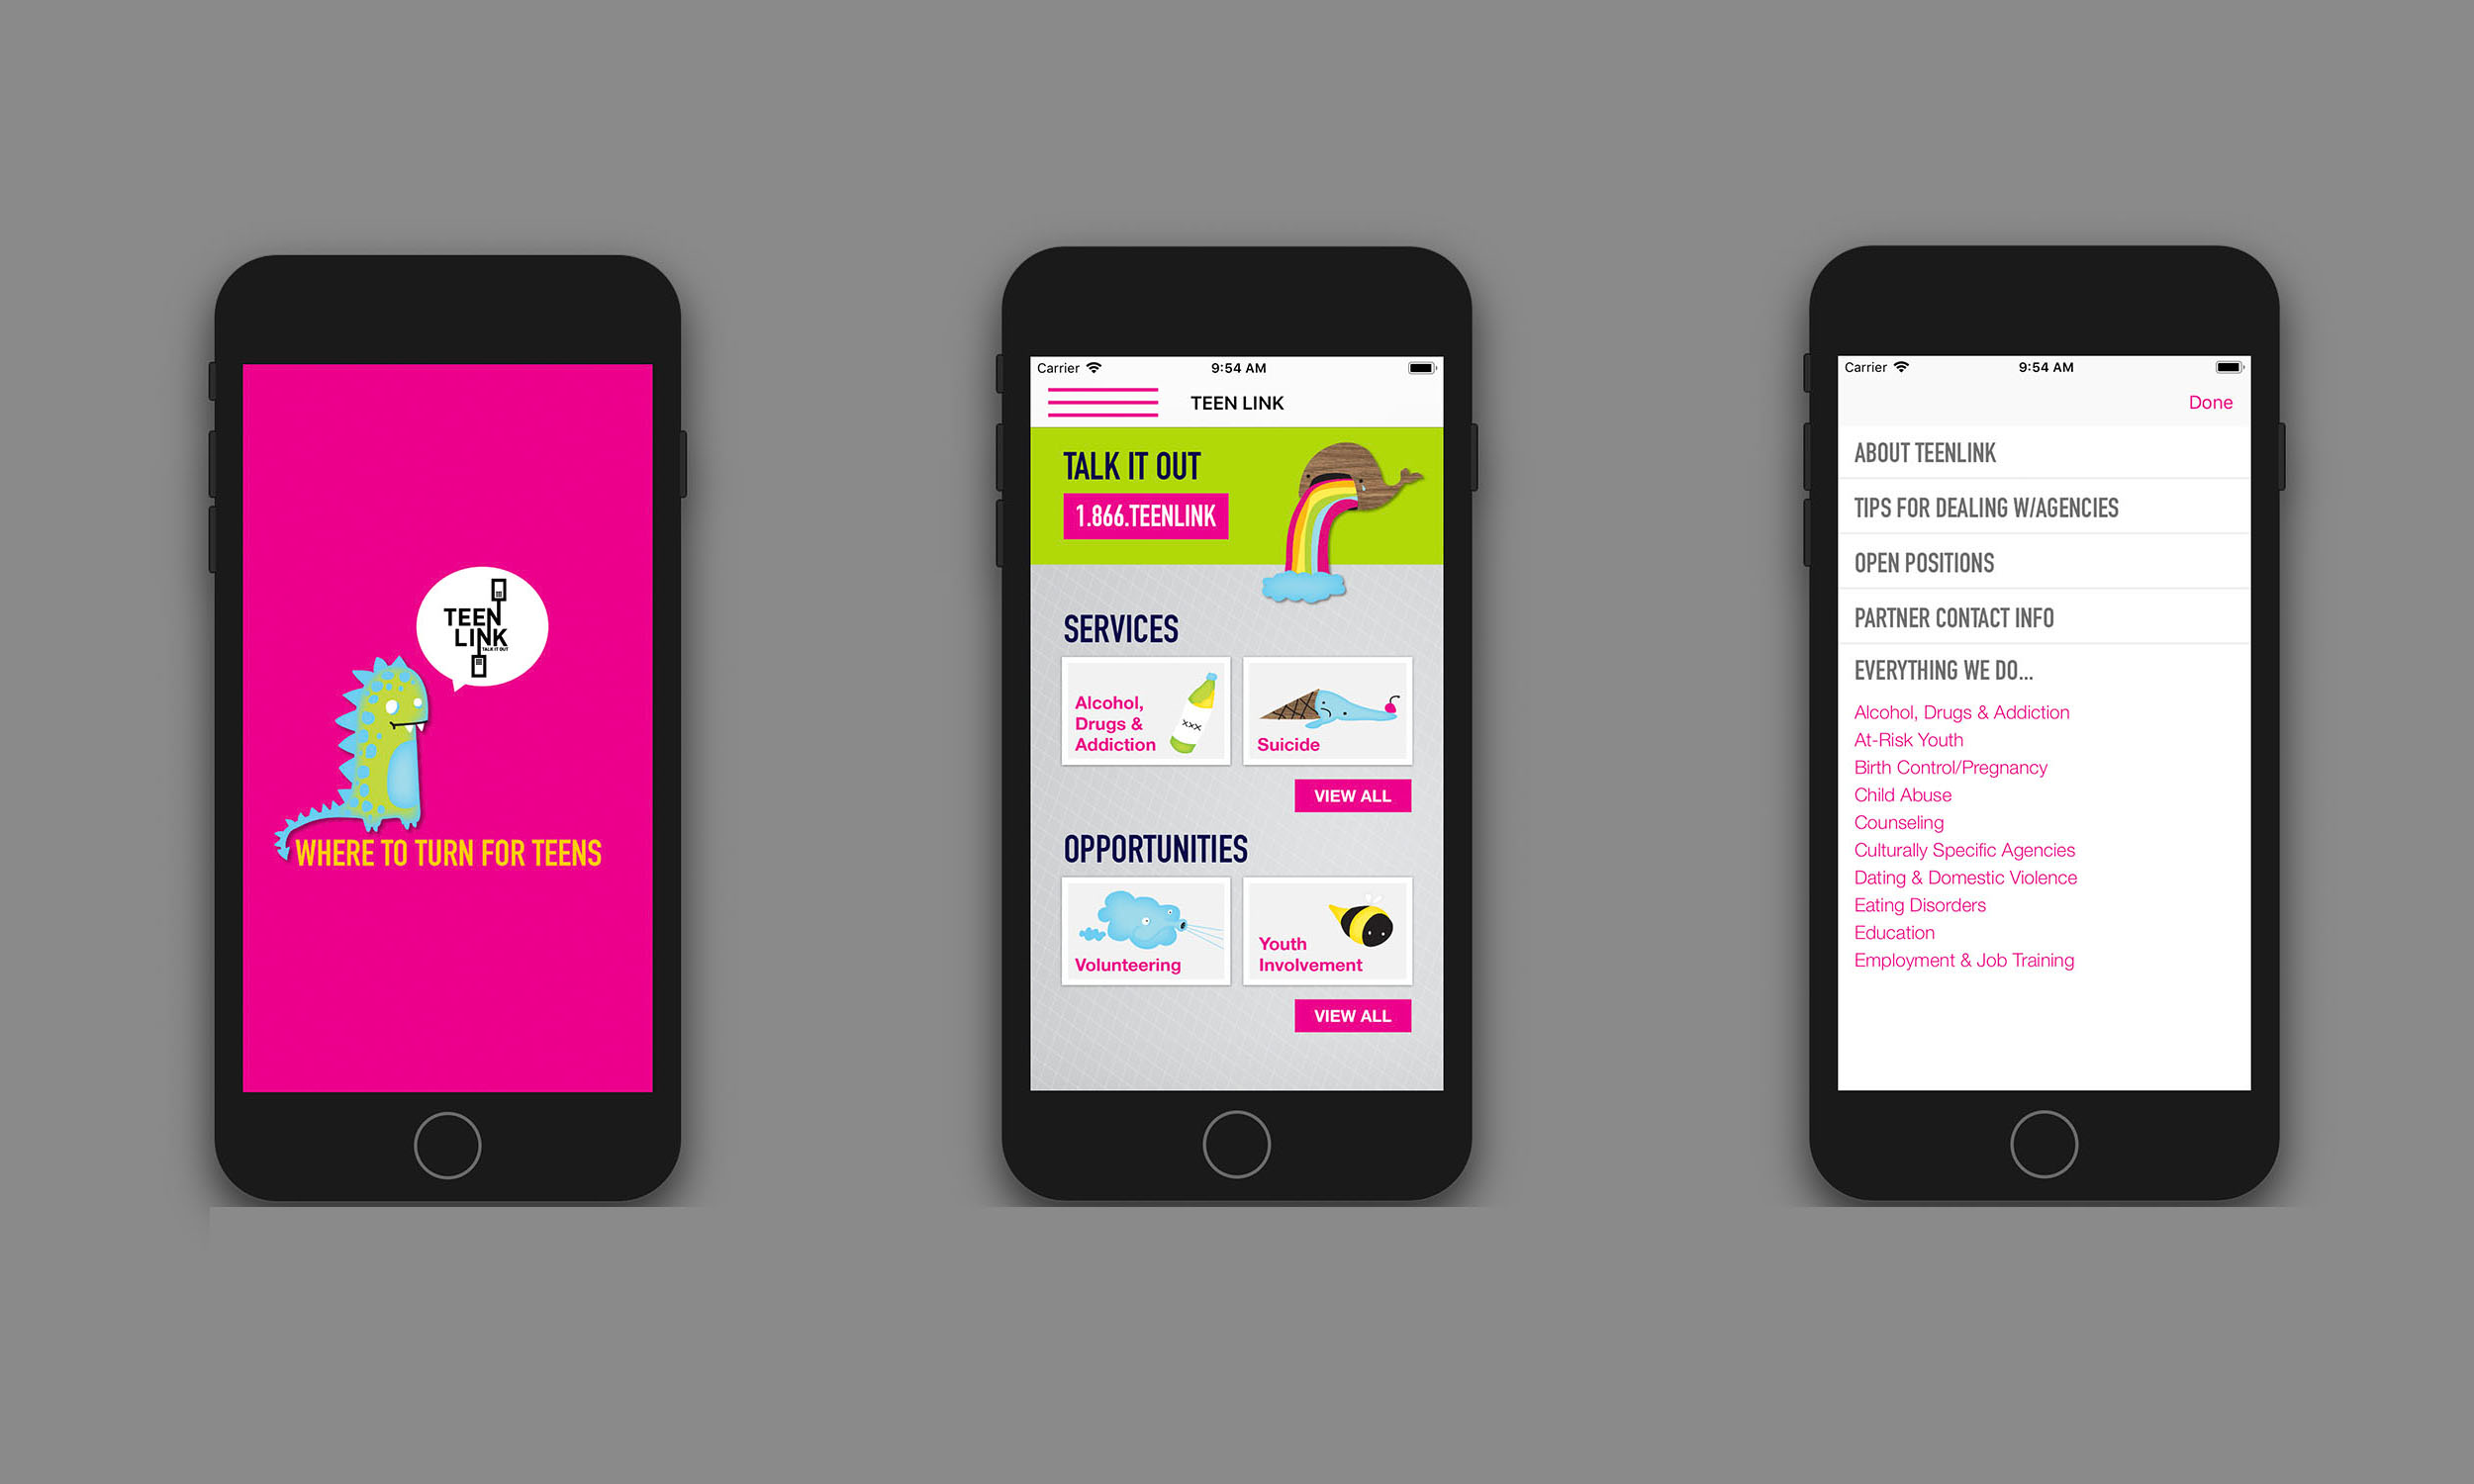 TEEN
LINK
TALK IT OUT
WHERE TO TURN FOR TEENS
Carrier 9:54 AM
TEEN LINK
TALK IT OUT
1.866.TEENLINK
SERVICES
Alcohol,
Drugs &
Addiction
xxx
Suicide
VIEW ALL
OPPORTUNITIES
Volunteering
Youth
Involvement
VIEW ALL
Carrier 9:54 AM
Done
ABOUT TEENLINK
TIPS FOR DEALING W/AGENCIES
OPEN POSITIONS
PARTNER CONTACT INFO
EVERYTHING WE DO...
Alcohol, Drugs & Addiction
At-Risk Youth
Birth Control/Pregnancy
Child Abuse
Counseling
Culturally Specific Agencies
Dating & Domestic Violence
Eating Disorders
Education
Employment & Job Training